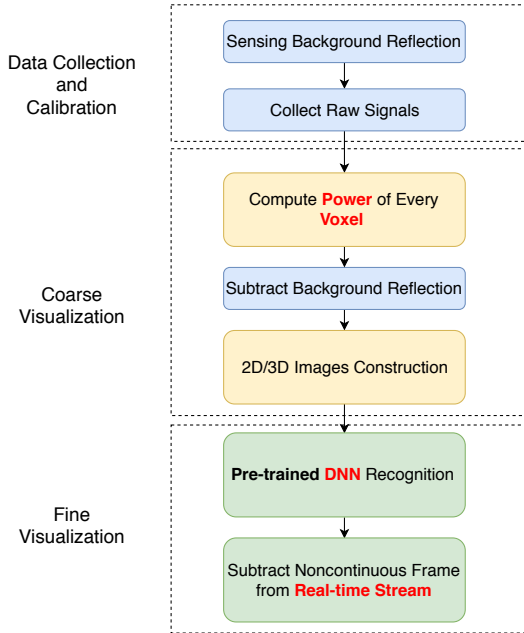 Data Collection
and
Calibration
Sensing Background Reflection
Collect Raw Signals
Coarse
Visualization
Compute Power of Every
Voxel
Subtract Background Reflection
2D/3D Images Construction
Fine
Visualization
Pre-trained DNN Recognition
Subtract Noncontinuous Frame
from Real-time Stream